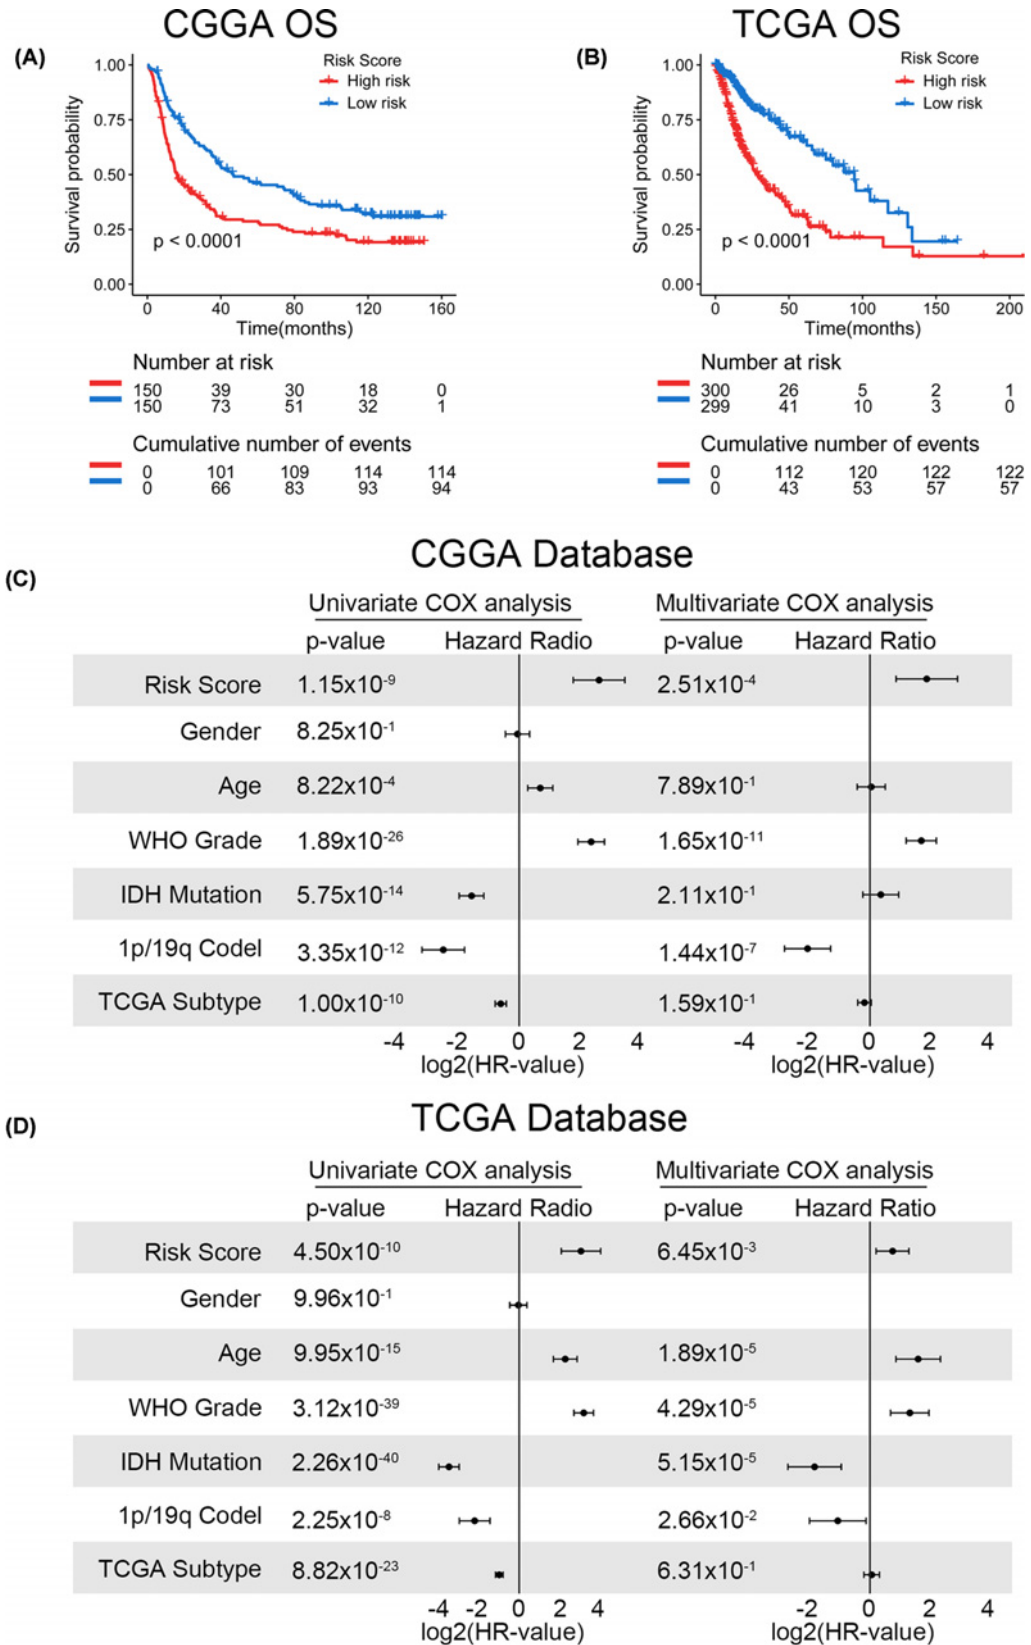 CGGA OS
(A)
Risk Score
High risk
Low risk
1.00
0.75
0.50
0.25
0.00
Survival probability
p < 0.0001
0 40 80 120 160
Time(months)
Number at risk
150 39 30 18 0
150 73 51 32 1
Cumulative number of events
0 101 109 114 114
0 66 83 93 94
TCGA OS
(B)
Risk Score
High risk
Low risk
1.00
0.75
0.50
0.25
0.00
Survival probability
p < 0.0001
0 50 100 150 200
Time(months)
Number at risk
300 26 5 2 1
299 41 10 3 0
Cumulative number of events
0 112 120 122 122
0 43 53 57 57
CGGA Database
(C)
Univariate COX analysis Multivariate COX analysis
p-value Hazard Radio p-value Hazard Ratio
Risk Score 1.15x10⁻⁹ 2.51x10⁻⁴
Gender 8.25x10⁻¹
Age 8.22x10⁻⁴ 7.89x10⁻¹
WHO Grade 1.89x10⁻²⁶ 1.65x10⁻¹¹
IDH Mutation 5.75x10⁻¹⁴ 2.11x10⁻¹
1p/19q Codel 3.35x10⁻¹² 1.44x10⁻⁷
TCGA Subtype 1.00x10⁻¹⁰ 1.59x10⁻¹
-4 -2 0 2 4 -4 -2 0 2 4
log2(HR-value) log2(HR-value)
TCGA Database
(D)
Univariate COX analysis Multivariate COX analysis
p-value Hazard Radio p-value Hazard Ratio
Risk Score 4.50x10⁻¹⁰ 6.45x10⁻³
Gender 9.96x10⁻¹
Age 9.95x10⁻¹⁵ 1.89x10⁻⁵
WHO Grade 3.12x10⁻³⁹ 4.29x10⁻⁵
IDH Mutation 2.26x10⁻⁴⁰ 5.15x10⁻⁵
1p/19q Codel 2.25x10⁻⁸ 2.66x10⁻²
TCGA Subtype 8.82x10⁻²³ 6.31x10⁻¹
-4 -2 0 2 4 -2 0 2 4
log2(HR-value) log2(HR-value)